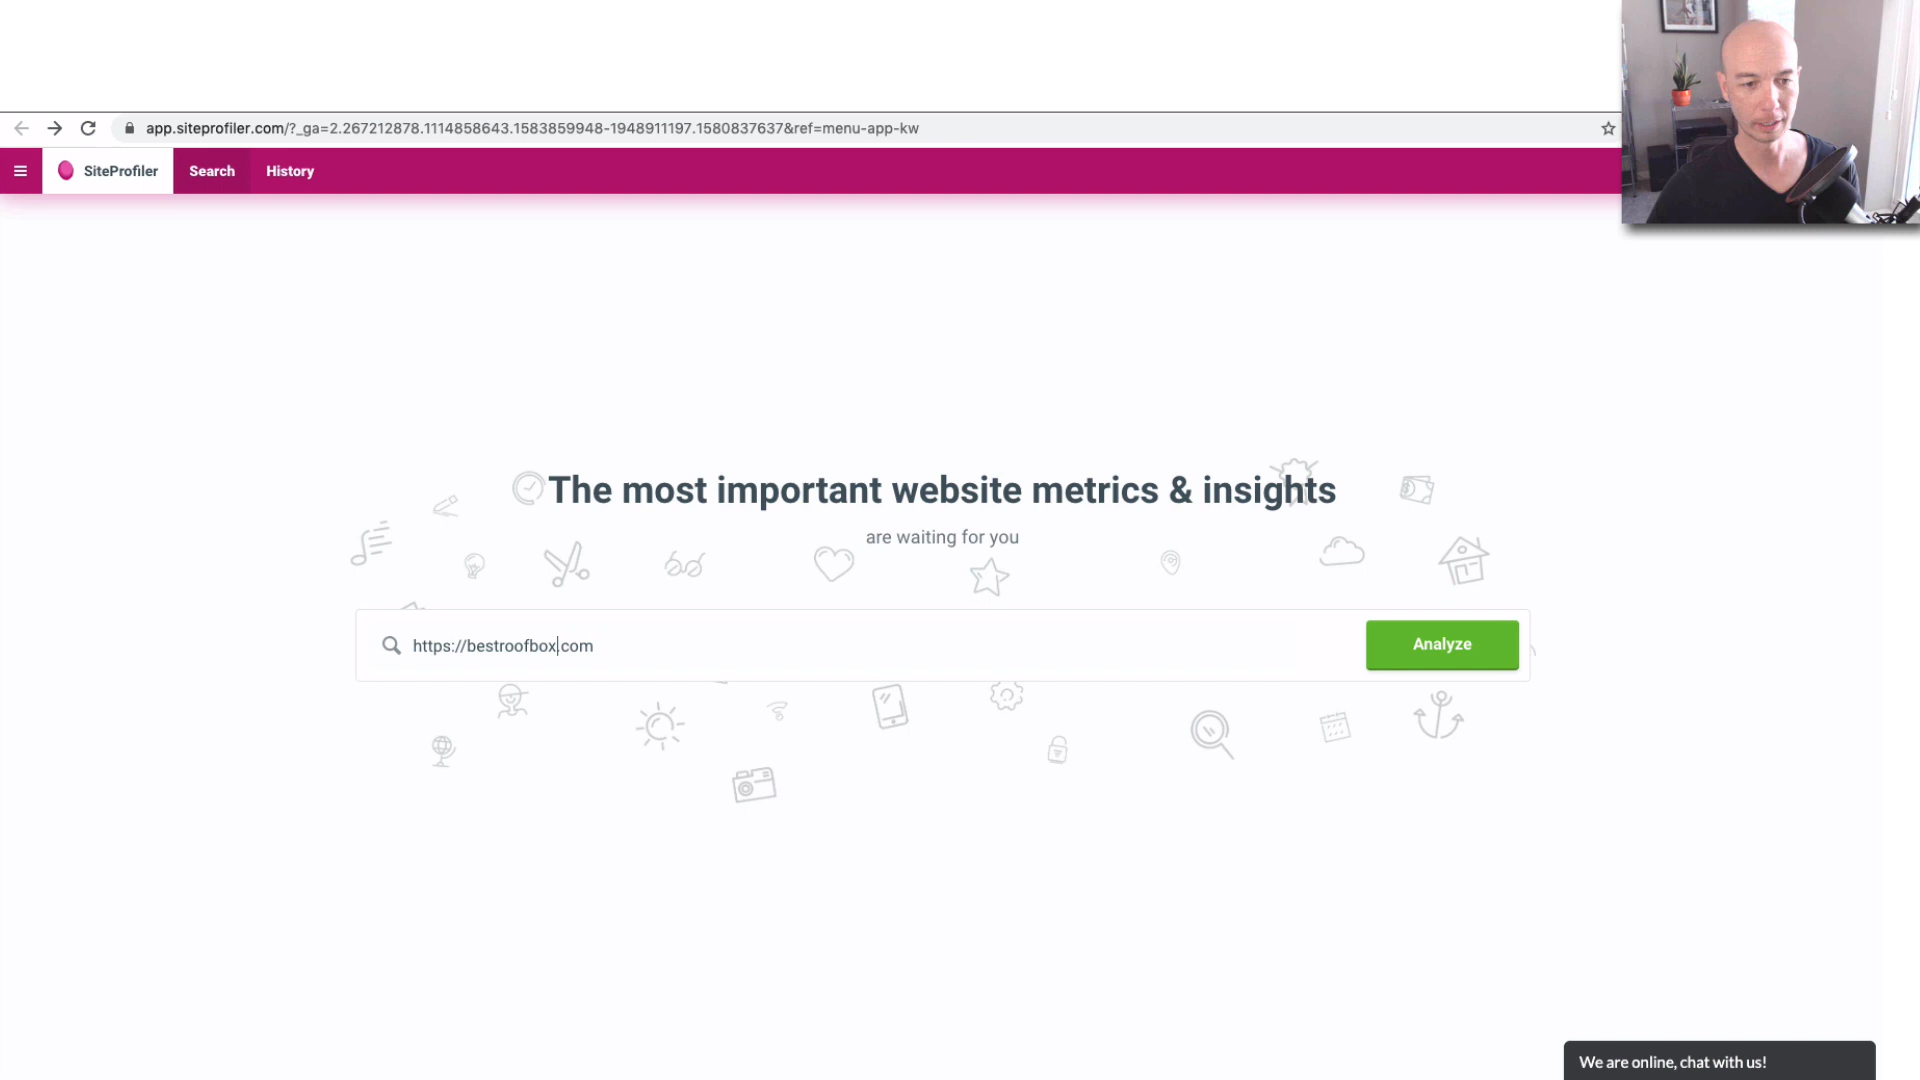 app.siteprofiler.com/?_ga=2.267212878.1114858643.1583859948-1948911197.1580837637&ref=menu-app-kw
SiteProfiler Search History
The most important website metrics & insights
are waiting for you
https://bestroofbox.com
Analyze
We are online, chat with us!